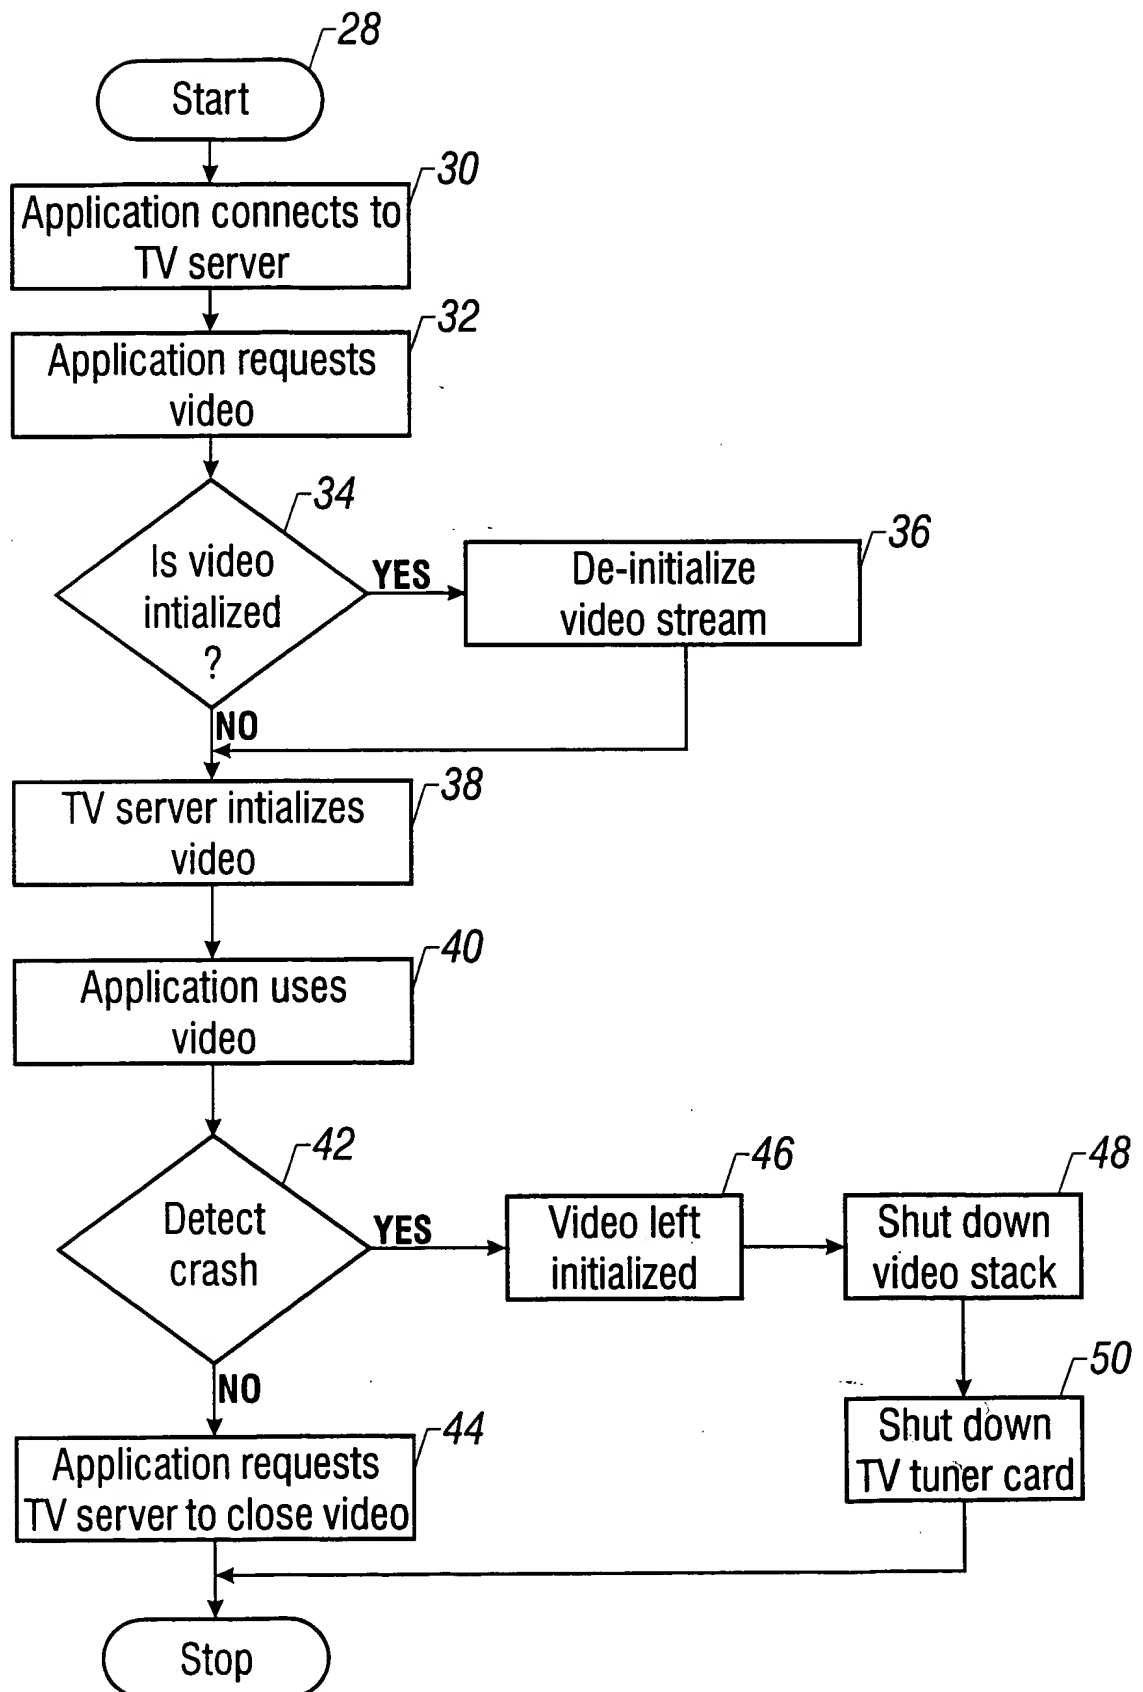 28
Start
30
Application connects to
TV server
32
Application requests
video
34
Is video
intialized
?
YES
36
De-initialize
video stream
NO
38
TV server intializes
video
40
Application uses
video
42
Detect
crash
YES
46
Video left
initialized
48
Shut down
video stack
NO
50
Shut down
TV tuner card
44
Application requests
TV server to close video
Stop